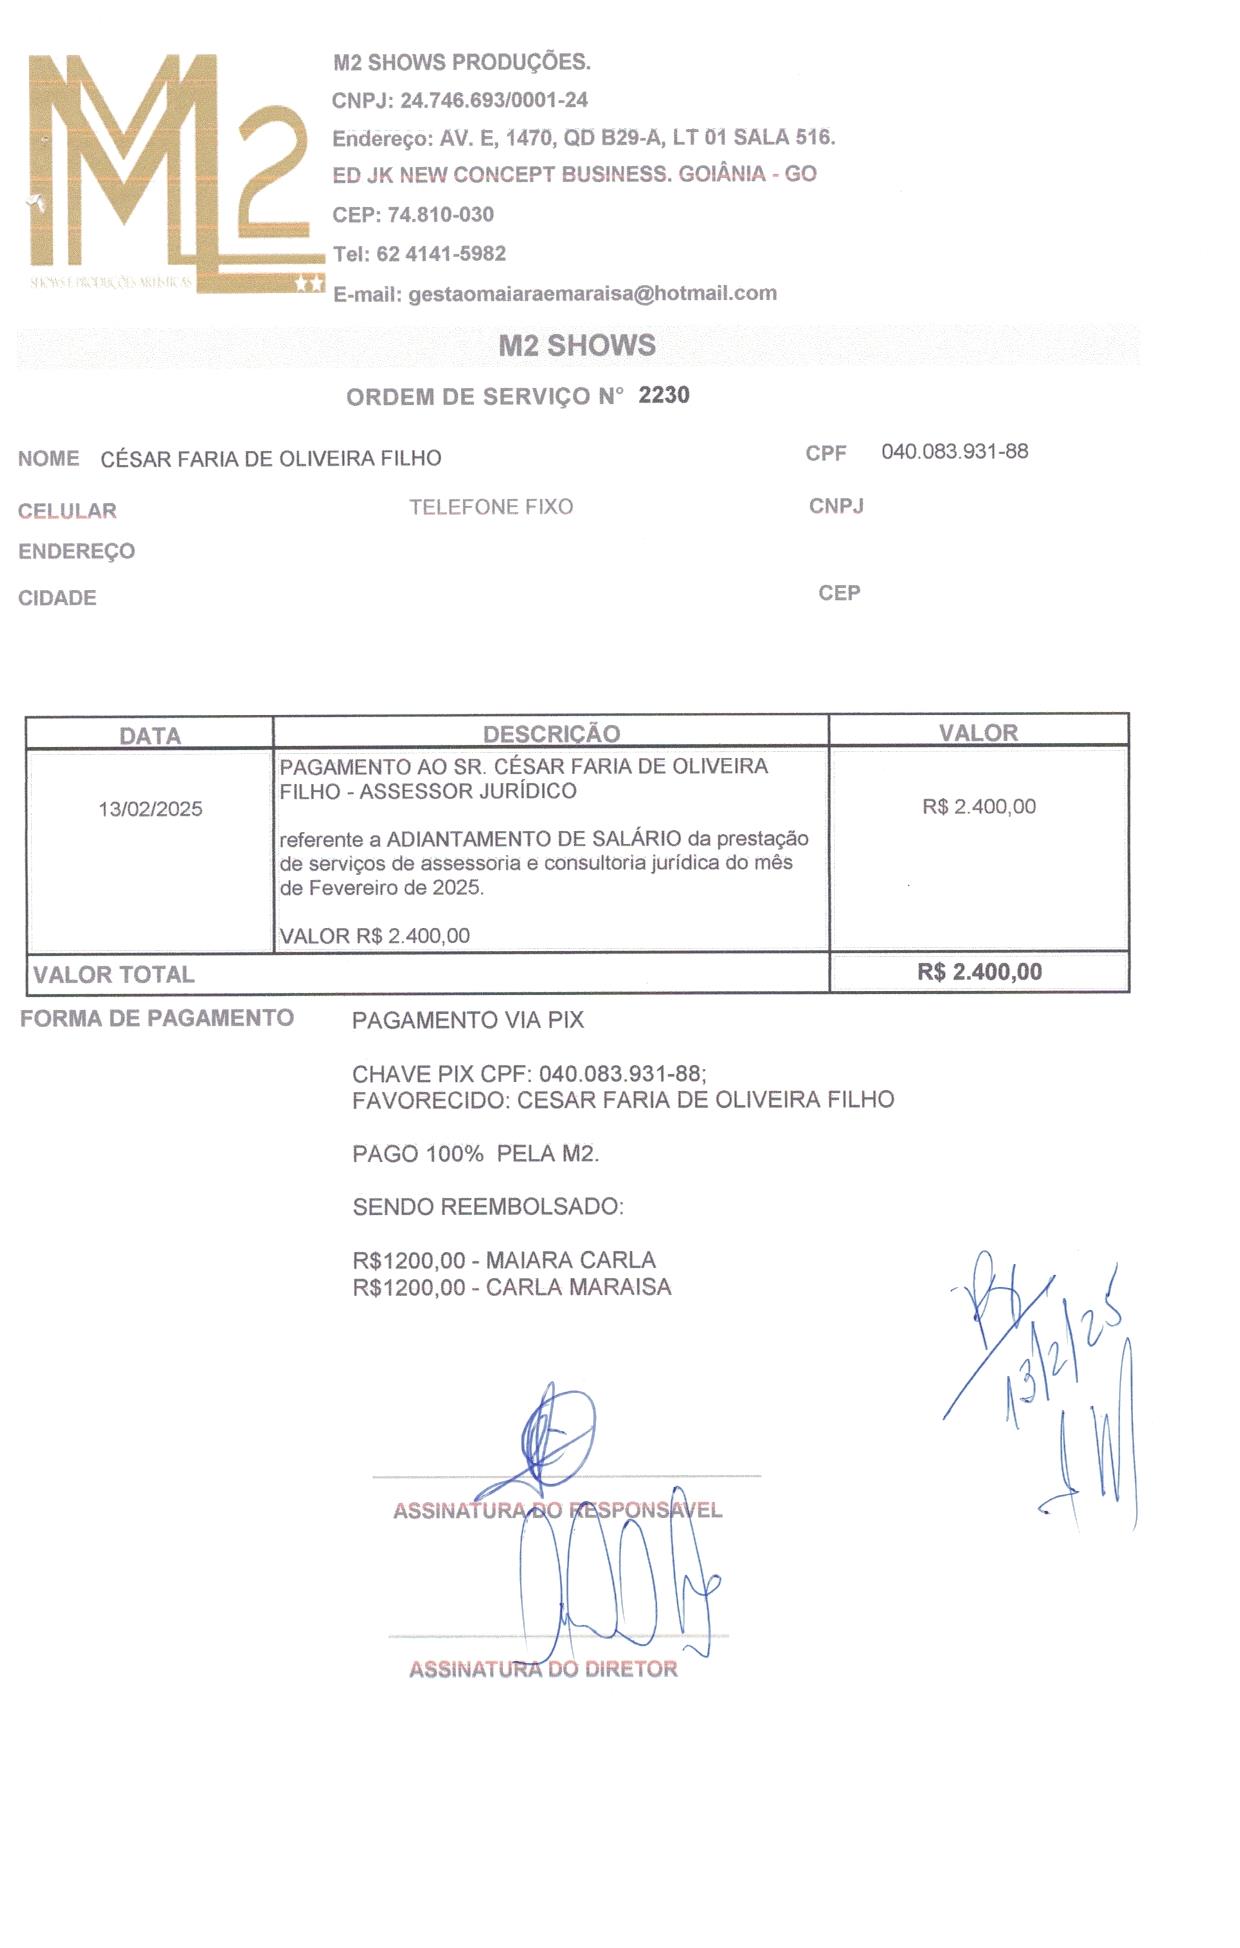 M2
SHOWS E PRODUÇÕES ARTÍSTICAS
M2 SHOWS PRODUÇÕES.
CNPJ: 24.746.693/0001-24
Endereço: AV. E, 1470, QD B29-A, LT 01 SALA 516.
ED JK NEW CONCEPT BUSINESS. GOIÂNIA - GO
CEP: 74.810-030
Tel: 62 4141-5982
E-mail: gestaomaiaraemaraisa@hotmail.com
M2 SHOWS
ORDEM DE SERVIÇO N° 2230
NOME CÉSAR FARIA DE OLIVEIRA FILHO CPF 040.083.931-88
CELULAR TELEFONE FIXO CNPJ
ENDEREÇO
CIDADE CEP
DATA DESCRIÇÃO VALOR
PAGAMENTO AO SR. CÉSAR FARIA DE OLIVEIRA
FILHO - ASSESSOR JURÍDICO
13/02/2025 R$ 2.400,00
referente a ADIANTAMENTO DE SALÁRIO da prestação
de serviços de assessoria e consultoria jurídica do mês
de Fevereiro de 2025.
VALOR R$ 2.400,00
VALOR TOTAL R$ 2.400,00
FORMA DE PAGAMENTO PAGAMENTO VIA PIX
CHAVE PIX CPF: 040.083.931-88;
FAVORECIDO: CESAR FARIA DE OLIVEIRA FILHO
PAGO 100% PELA M2.
SENDO REEMBOLSADO:
R$1200,00 - MAIARA CARLA
R$1200,00 - CARLA MARAISA
13/2/25
ASSINATURA DO RESPONSAVEL
ASSINATURA DO DIRETOR